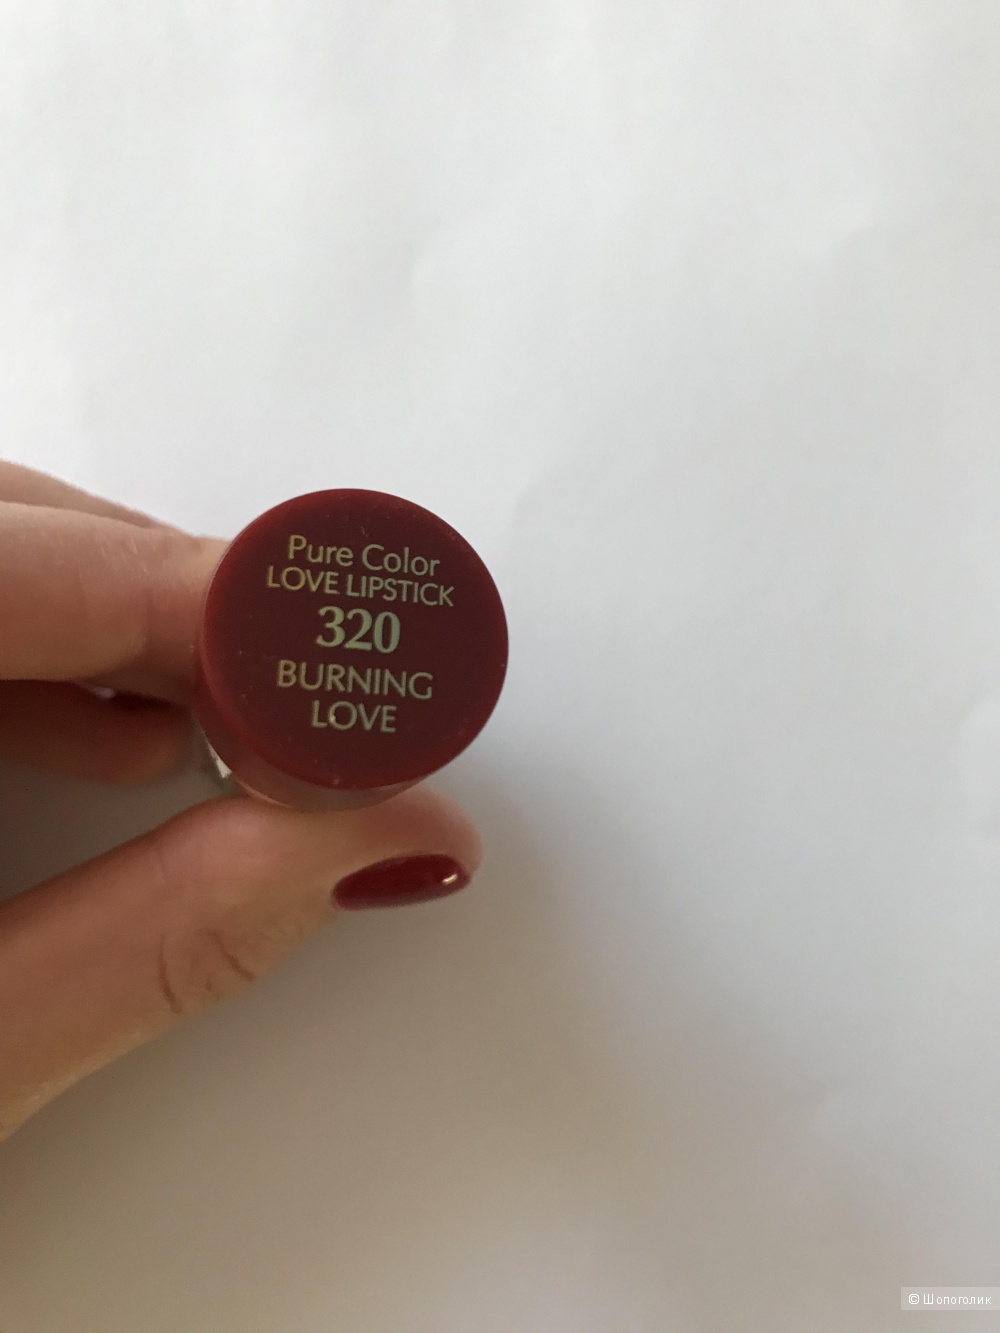 Pure Color
LOVE LIPSTICK
320
BURNING
LOVE
© Шопоголик